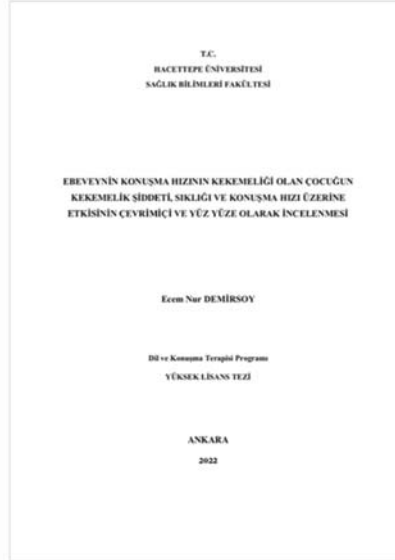 T.C.
HACETTEPE ÜNİVERSİTESİ
SAĞLIK BİLİMLERİ FAKÜLTESİ
EBEVEYNİN KONUŞMA HIZININ KEKEMELİĞİ OLAN ÇOCUĞUN
KEKEMELİK ŞİDDETİ, SIKLIĞI VE KONUŞMA HIZI ÜZERİNE
ETKİSİNİN ÇEVRİMİÇİ VE YÜZ YÜZE OLARAK İNCELENMESİ
Ecem Nur DEMİRSOY
Dil ve Konuşma Terapisi Programı
YÜKSEK LİSANS TEZİ
ANKARA
2022